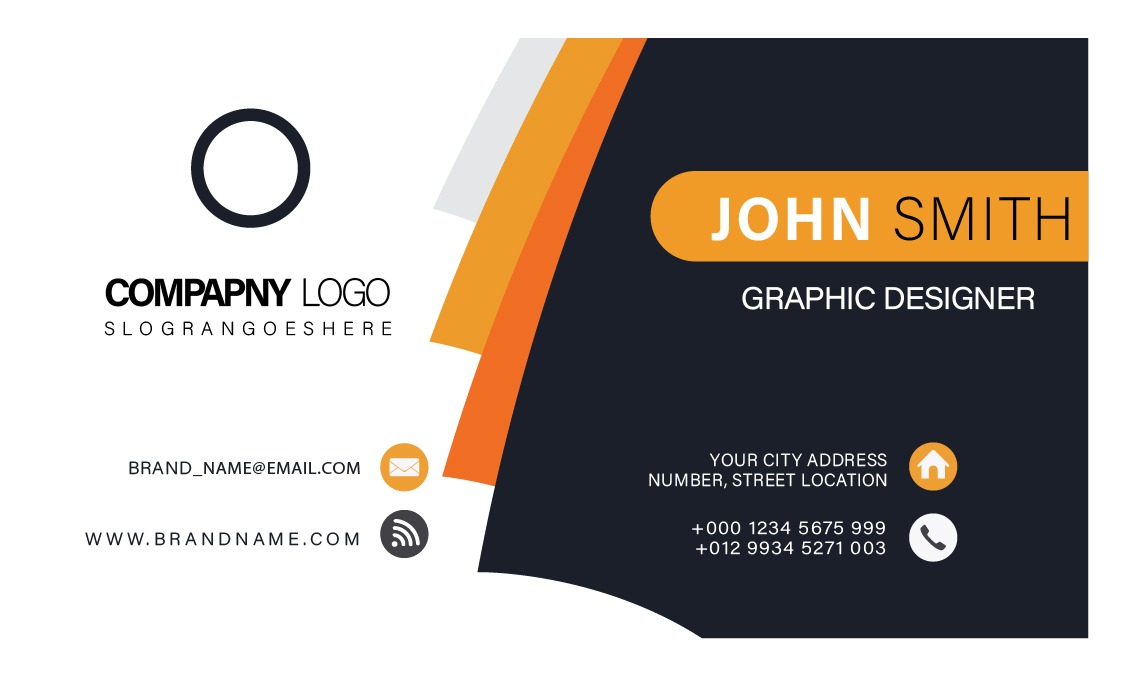 COMPAPNY LOGO
SLOGRANGOESHERE
BRAND_NAME@EMAIL.COM
WWW.BRANDNAME.COM
JOHN SMITH
GRAPHIC DESIGNER
YOUR CITY ADDRESS
NUMBER, STREET LOCATION
+000 1234 5675 999
+012 9934 5271 003